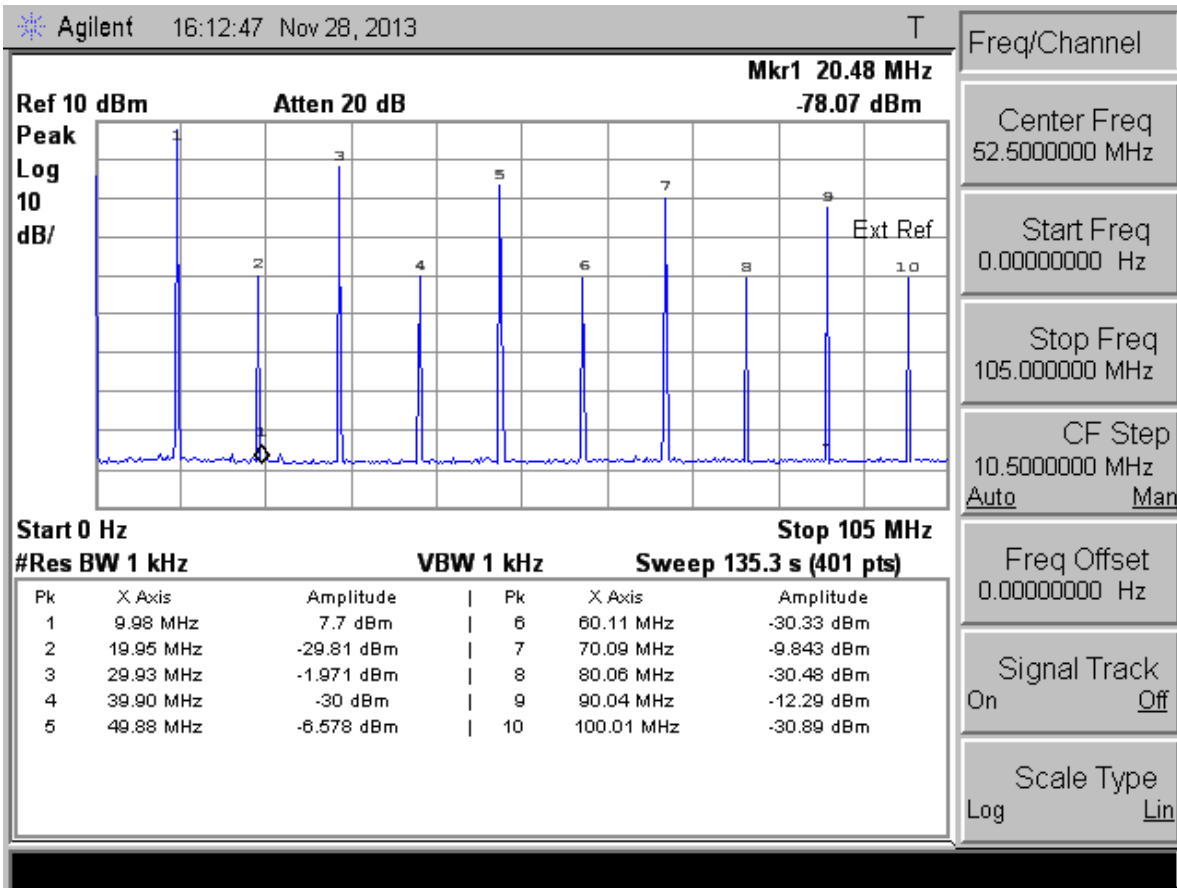 Agilent 16:12:47 Nov 28, 2013 T
Mkr1 20.48 MHz
Ref 10 dBm Atten 20 dB -78.07 dBm
Peak
Log
10
dB/
1
3
5
7
9
Ext Ref
2
4
6
8
10
1
Start 0 Hz Stop 105 MHz
#Res BW 1 kHz VBW 1 kHz Sweep 135.3 s (401 pts)
Pk X Axis Amplitude | Pk X Axis Amplitude
1 9.98 MHz 7.7 dBm | 6 60.11 MHz -30.33 dBm
2 19.95 MHz -29.81 dBm | 7 70.09 MHz -9.843 dBm
3 29.93 MHz -1.971 dBm | 8 80.06 MHz -30.48 dBm
4 39.90 MHz -30 dBm | 9 90.04 MHz -12.29 dBm
5 49.88 MHz -6.578 dBm | 10 100.01 MHz -30.89 dBm
Freq/Channel
Center Freq
52.5000000 MHz
Start Freq
0.00000000 Hz
Stop Freq
105.000000 MHz
CF Step
10.5000000 MHz
Auto Man
Freq Offset
0.00000000 Hz
Signal Track
On Off
Scale Type
Log Lin